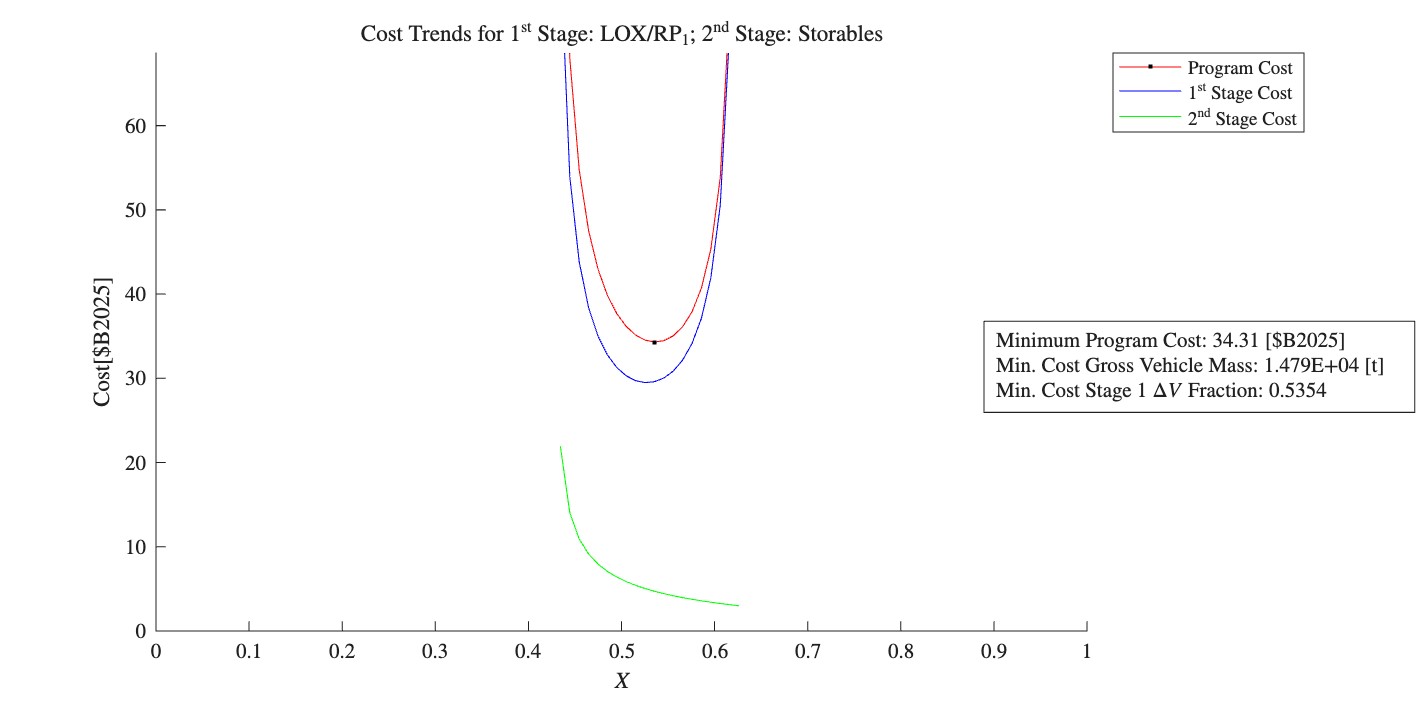 Cost Trends for 1st Stage: LOX/RP1; 2nd Stage: Storables
Program Cost
1st Stage Cost
2nd Stage Cost
60
50
40
30
20
10
0
Cost[$B2025]
Minimum Program Cost: 34.31 [$B2025]
Min. Cost Gross Vehicle Mass: 1.479E+04 [t]
Min. Cost Stage 1 ΔV Fraction: 0.5354
0 0.1 0.2 0.3 0.4 0.5 0.6 0.7 0.8 0.9 1
X